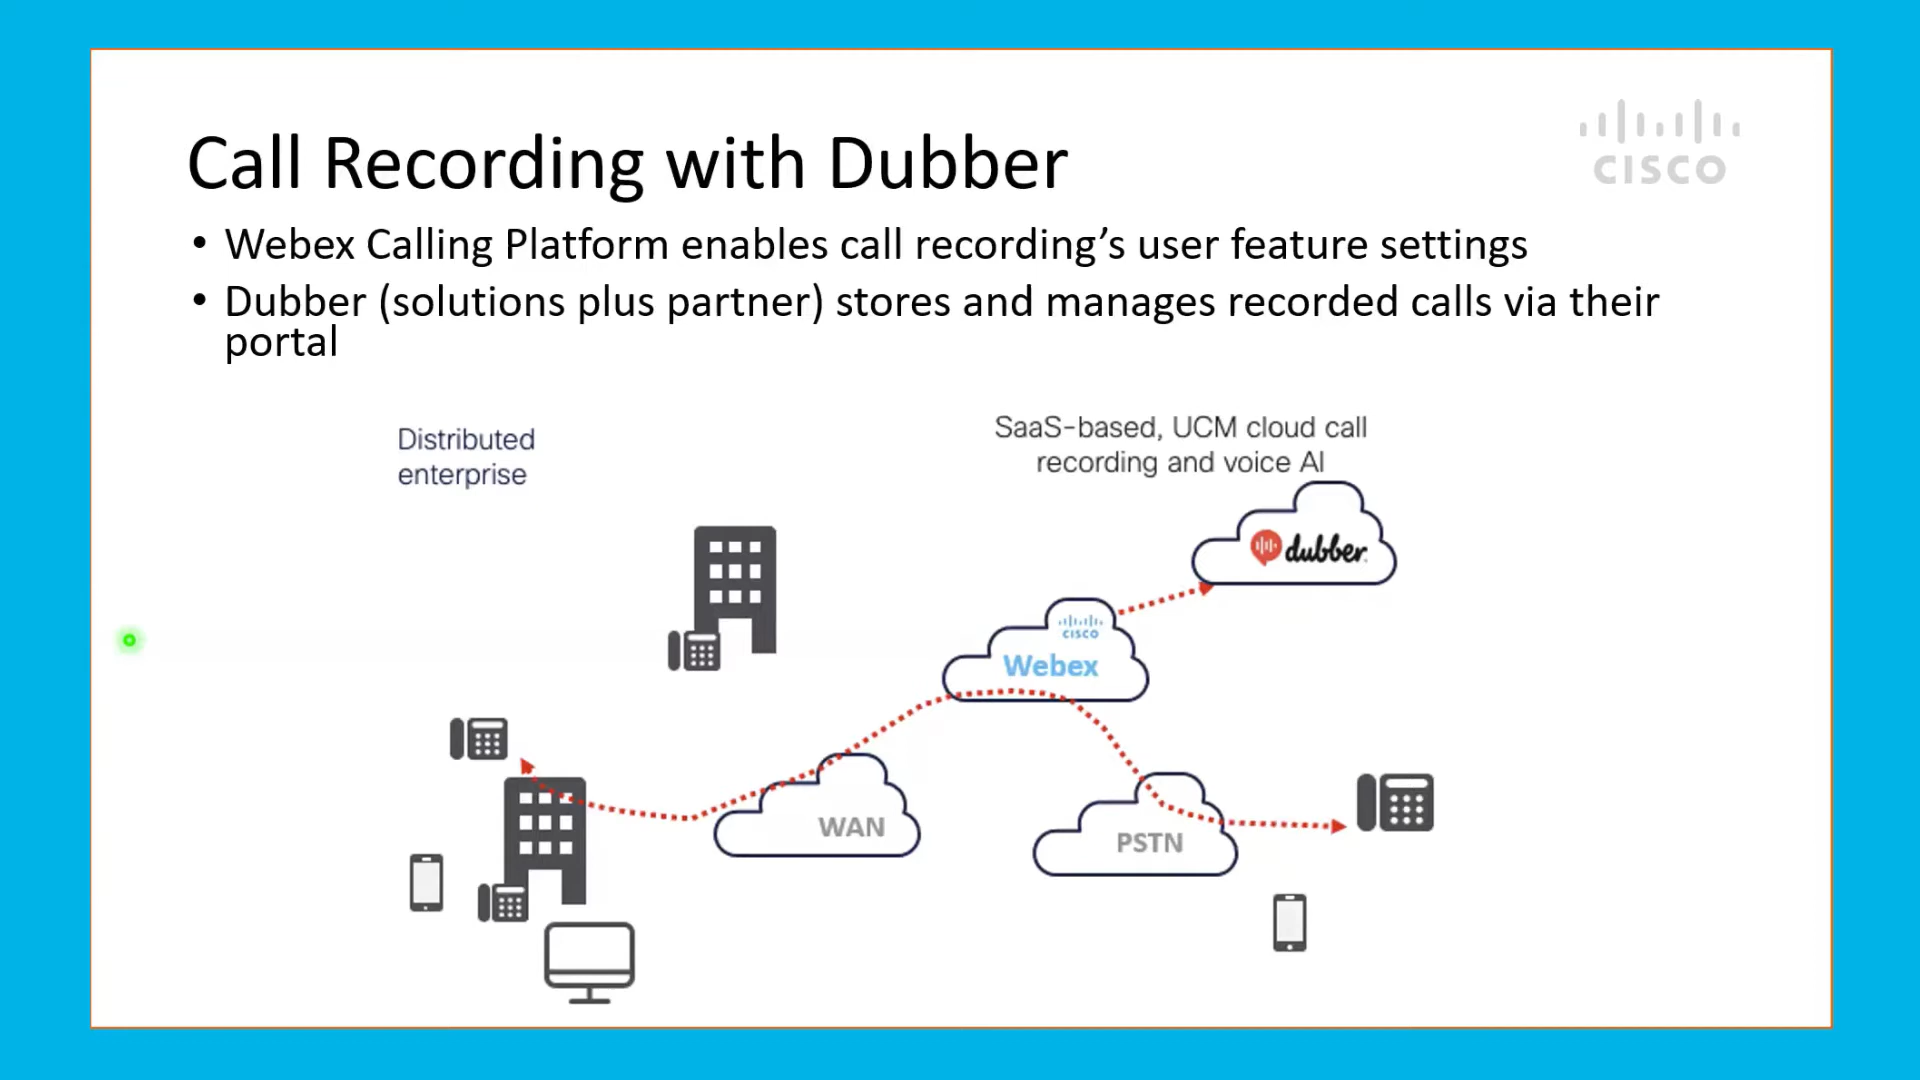 CISCO
Call Recording with Dubber
• Webex Calling Platform enables call recording’s user feature settings
• Dubber (solutions plus partner) stores and manages recorded calls via their
portal
Distributed
enterprise
SaaS-based, UCM cloud call
recording and voice AI
dubber
CISCO
Webex
WAN
PSTN